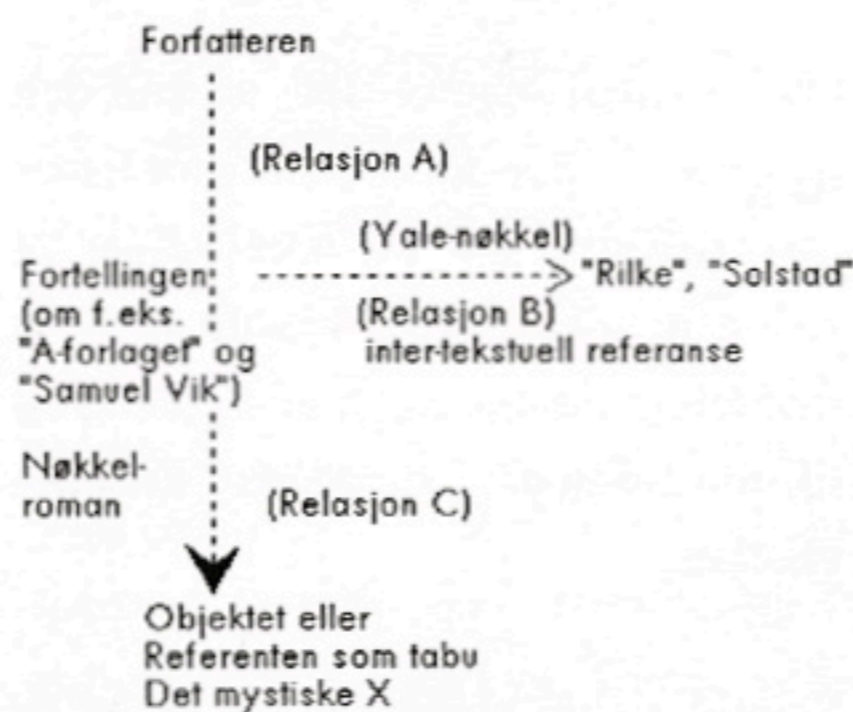 Forfatteren
(Relasjon A)
(Yale-nøkkel)
Fortellingen
"Rilke", "Solstad"
(om f.eks.
(Relasjon B)
"A-forlaget" og
inter-tekstuell referanse
"Samuel Vik")
Nøkkel-
roman
(Relasjon C)
Objektet eller
Referenten som tabu
Det mystiske X